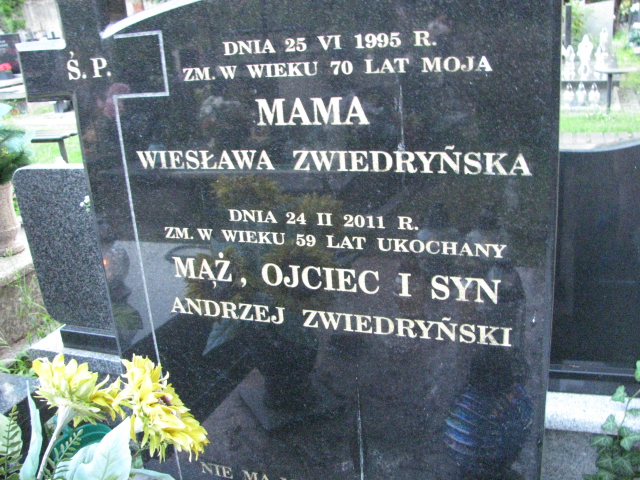 Ś.P.
DNIA 25 VI 1995 R.
ZM. W WIEKU 70 LAT MOJA
MAMA
WIESŁAWA ZWIEDRYŃSKA
DNIA 24 II 2011 R.
ZM. W WIEKU 59 LAT UKOCHANY
MĄŻ, OJCIEC I SYN
ANDRZEJ ZWIEDRYŃSKI
NIE